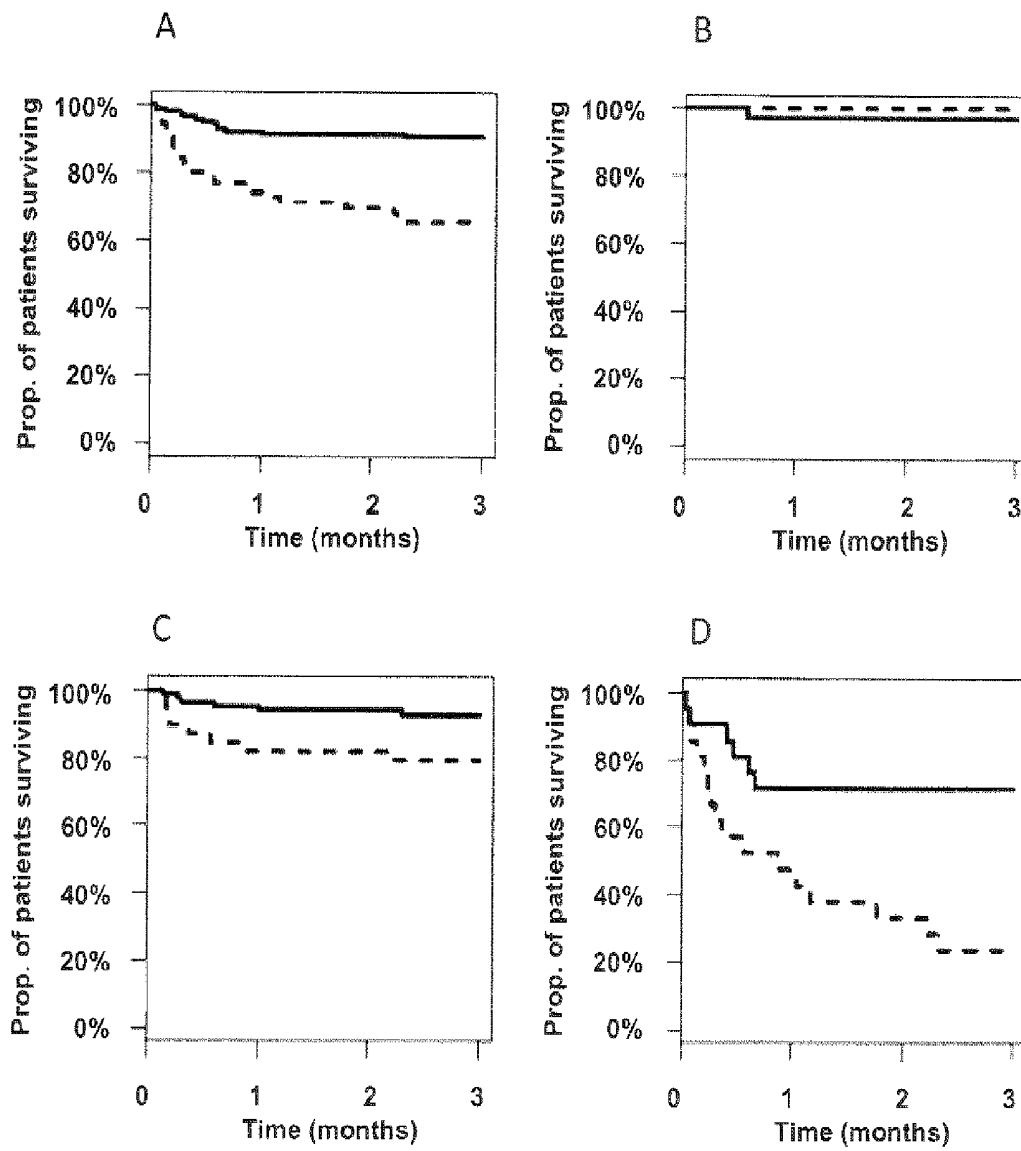 A
Prop. of patients surviving
100%
80%
60%
40%
20%
0%
0 1 2 3
Time (months)
B
Prop. of patients surviving
100%
80%
60%
40%
20%
0%
0 1 2 3
Time (months)
C
Prop. of patients surviving
100%
80%
60%
40%
20%
0%
0 1 2 3
Time (months)
D
Prop. of patients surviving
100%
80%
60%
40%
20%
0%
0 1 2 3
Time (months)